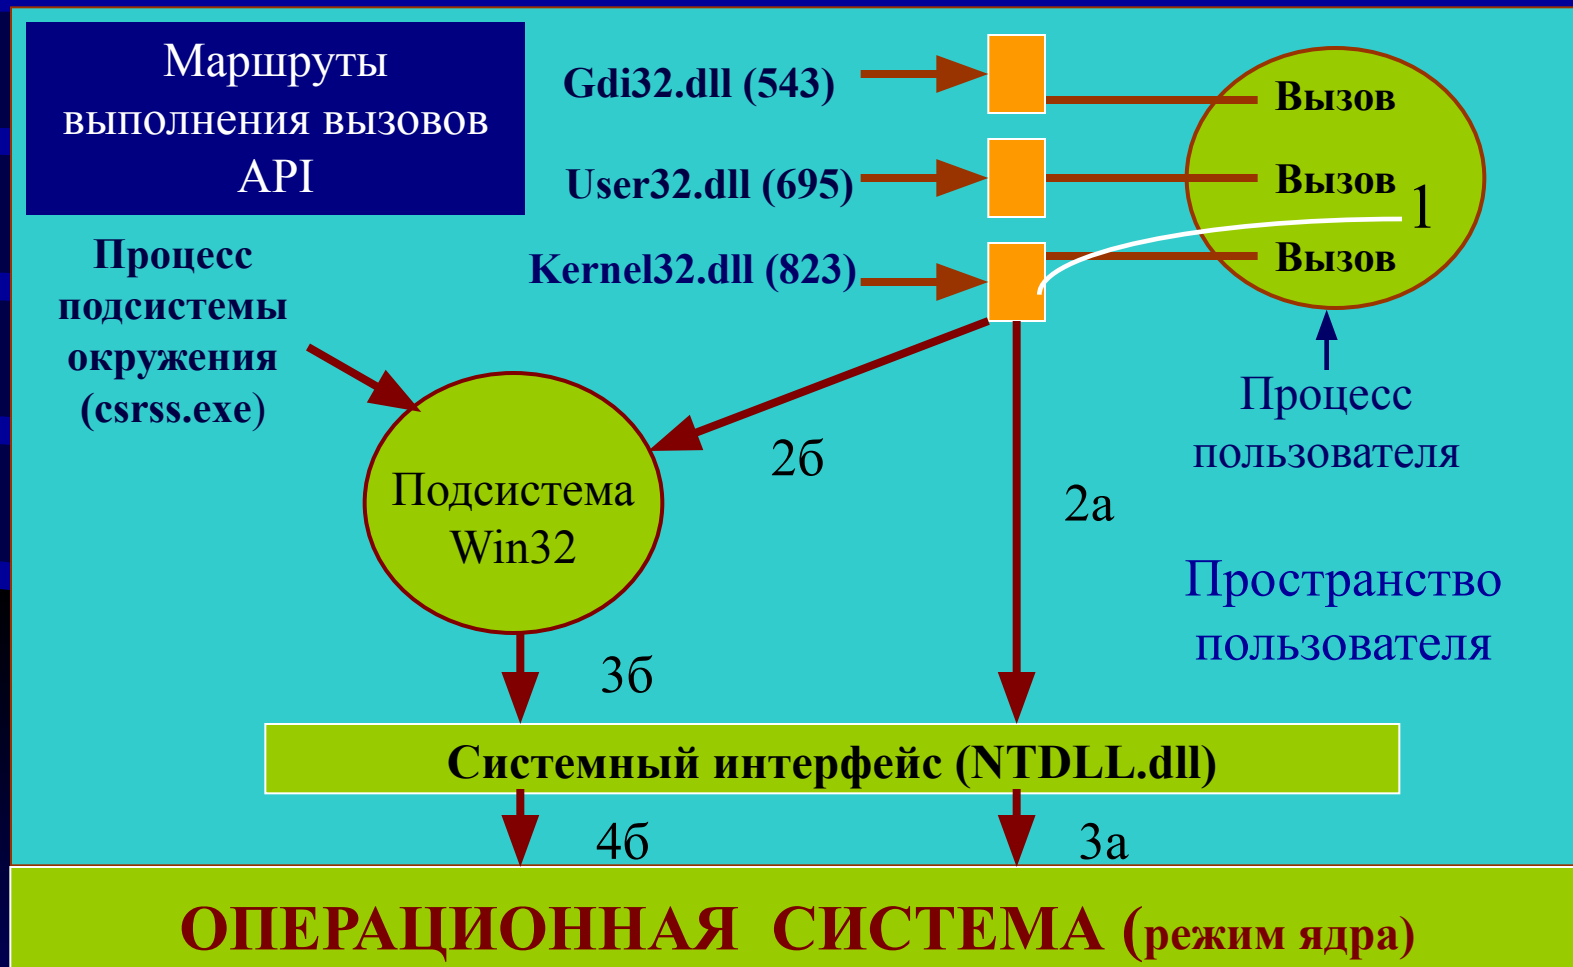 Маршруты
выполнения вызовов
API
Gdi32.dll (543)
Вызов
User32.dll (695)
Вызов
1
Kernel32.dll (823)
Вызов
Процесс
подсистемы
окружения
(csrss.exe)
Процесс
пользователя
2б
2а
Подсистема
Win32
Пространство
пользователя
3б
Системный интерфейс (NTDLL.dll)
4б
3а
ОПЕРАЦИОННАЯ СИСТЕМА (режим ядра)